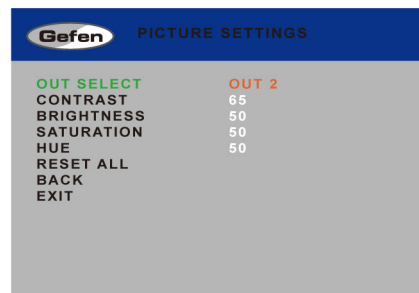 Gefen PICTURE SETTINGS
OUT SELECT OUT 2
CONTRAST 65
BRIGHTNESS 50
SATURATION 50
HUE 50
RESET ALL
BACK
EXIT